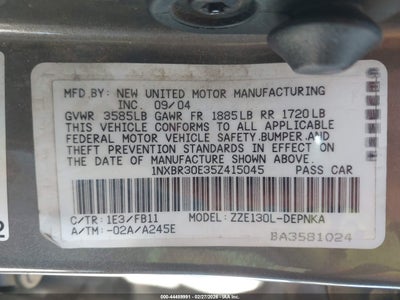 MFD. BY: NEW UNITED MOTOR MANUFACTURING
INC. 09/04
GVWR 3585LB GAWR FR 1885LB RR 1720LB
THIS VEHICLE CONFORMS TO ALL APPLICABLE
FEDERAL MOTOR VEHICLE SAFETY.BUMPER,AND
THEFT PREVENTION STANDARDS IN EFFECT ON
THE DATE OF MANUFACTURE SHOWN ABOVE.
1NXBR30E35Z415045 PASS CAR
C/TR: 1E3/FB11 MODEL: ZZE130L-DEPNKA
A/TM: -02A/A245E
BA3581024
2
000-44469991 - 02/27/2026 - IAA